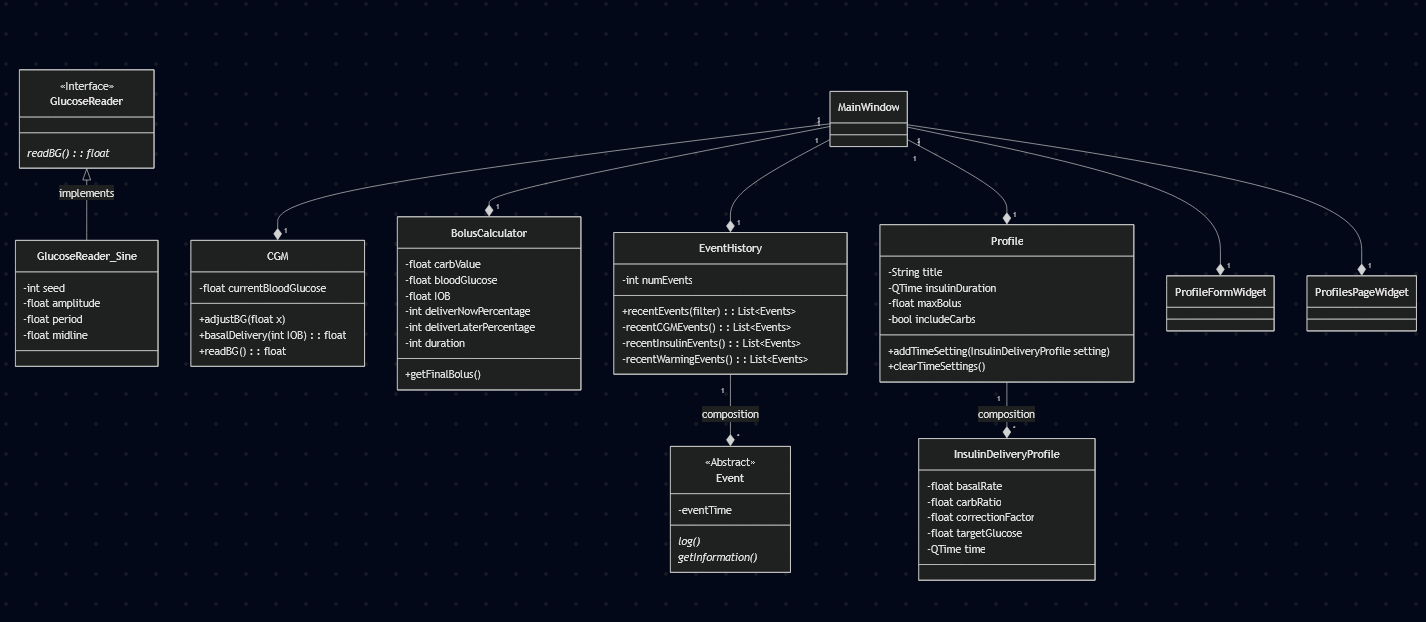 «Interface»
GlucoseReader
readBG() : : float
implements
GlucoseReader_Sine
-int seed
-float amplitude
-float period
-float midline
MainWindow
1
1
1
1
1
1
CGM
-float currentBloodGlucose
+adjustBG(float x)
+basalDelivery(int IOB) : : float
+readBG() : : float
1
BolusCalculator
-float carbValue
-float bloodGlucose
-float IOB
-int deliverNowPercentage
-int deliverLaterPercentage
-int duration
+getFinalBolus()
1
EventHistory
-int numEvents
+recentEvents(filter) : : List<Events>
-recentCGMEvents() : : List<Events>
-recentInsulinEvents() : : List<Events>
-recentWarningEvents() : : List<Events>
1
Profile
-String title
-QTime insulinDuration
-float maxBolus
-bool includeCarbs
+addTimeSetting(InsulinDeliveryProfile setting)
+clearTimeSettings()
1
ProfileFormWidget
1
ProfilesPageWidget
1
composition
*
«Abstract»
Event
-eventTime
log()
getInformation()
1
composition
*
InsulinDeliveryProfile
-float basalRate
-float carbRatio
-float correctionFactor
-float targetGlucose
-QTime time